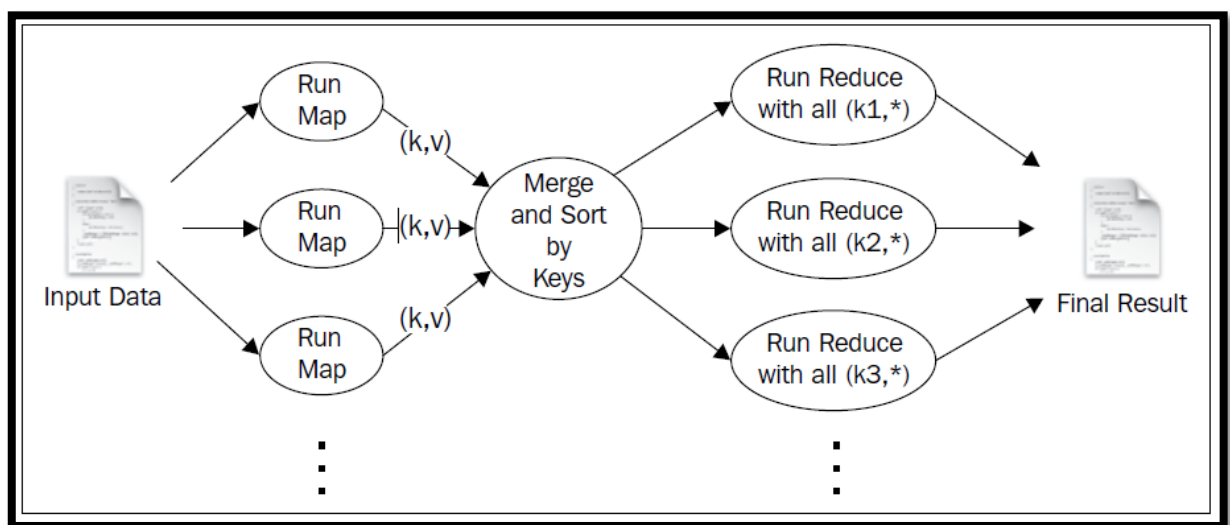 Input Data
Run
Map
(k,v)
Run
Map
(k,v)
Run
Map
(k,v)
Merge
and Sort
by
Keys
Run Reduce
with all (k1,*)
Run Reduce
with all (k2,*)
Run Reduce
with all (k3,*)
Final Result